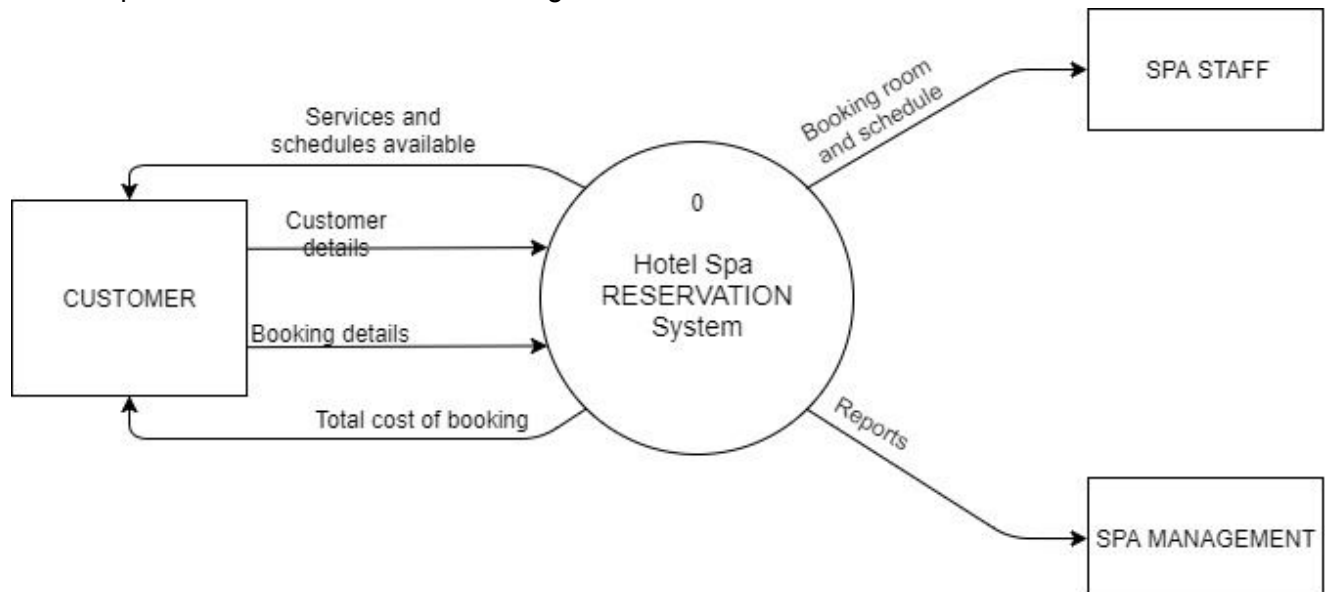 SPA STAFF
Booking room
and schedule
Services and
schedules available
0
Customer
details
Hotel Spa
RESERVATION
System
CUSTOMER
Booking details
Total cost of booking
Reports
SPA MANAGEMENT